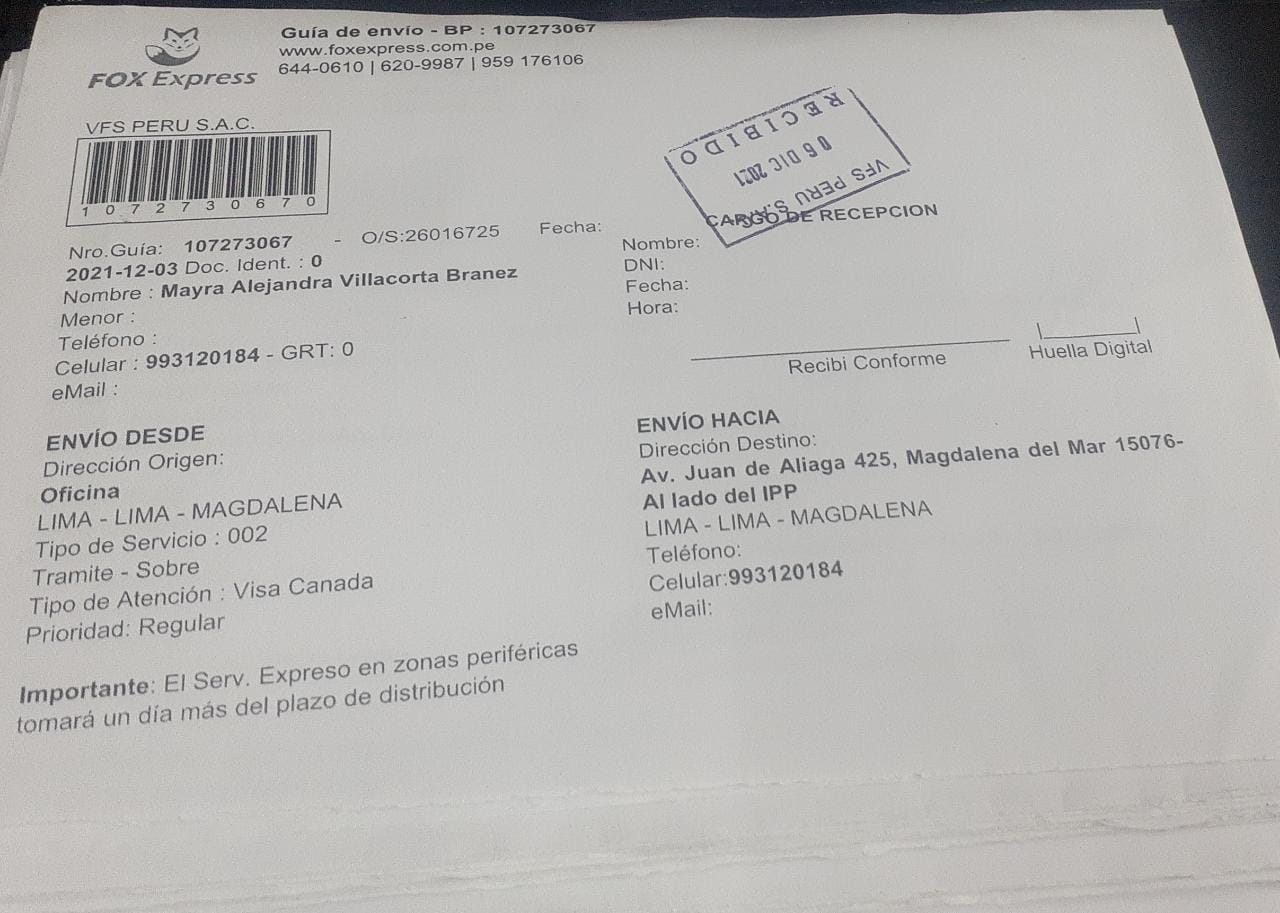 FOX Express
Guía de envío - BP : 107273067
www.foxexpress.com.pe
644-0610 | 620-9987 | 959 176106
VFS PERU S.A.C.
1 0 7 2 7 3 0 6 7 0
Nro.Guía: 107273067 - O/S:26016725 Fecha:
2021-12-03 Doc. Ident. : 0
Nombre : Mayra Alejandra Villacorta Branez
Menor :
Teléfono :
Celular : 993120184 - GRT: 0
eMail :
RECIBIDO
06 DIC 2021
VFS PERU S.A.C.
CARGO DE RECEPCION
Nombre:
DNI:
Fecha:
Hora:
Recibi Conforme
Huella Digital
ENVÍO DESDE
Dirección Origen:
Oficina
LIMA - LIMA - MAGDALENA
Tipo de Servicio : 002
Tramite - Sobre
Tipo de Atención : Visa Canada
Prioridad: Regular
ENVÍO HACIA
Dirección Destino:
Av. Juan de Aliaga 425, Magdalena del Mar 15076-
Al lado del IPP
LIMA - LIMA - MAGDALENA
Teléfono:
Celular:993120184
eMail:
Importante: El Serv. Expreso en zonas periféricas
tomará un día más del plazo de distribución